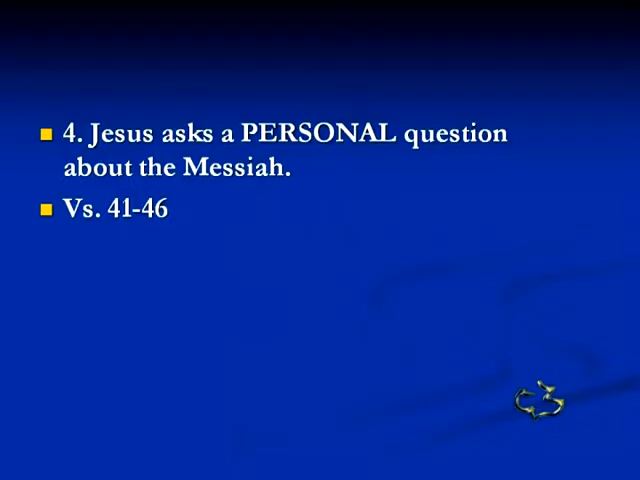 4. Jesus asks a PERSONAL question
about the Messiah.
Vs. 41-46